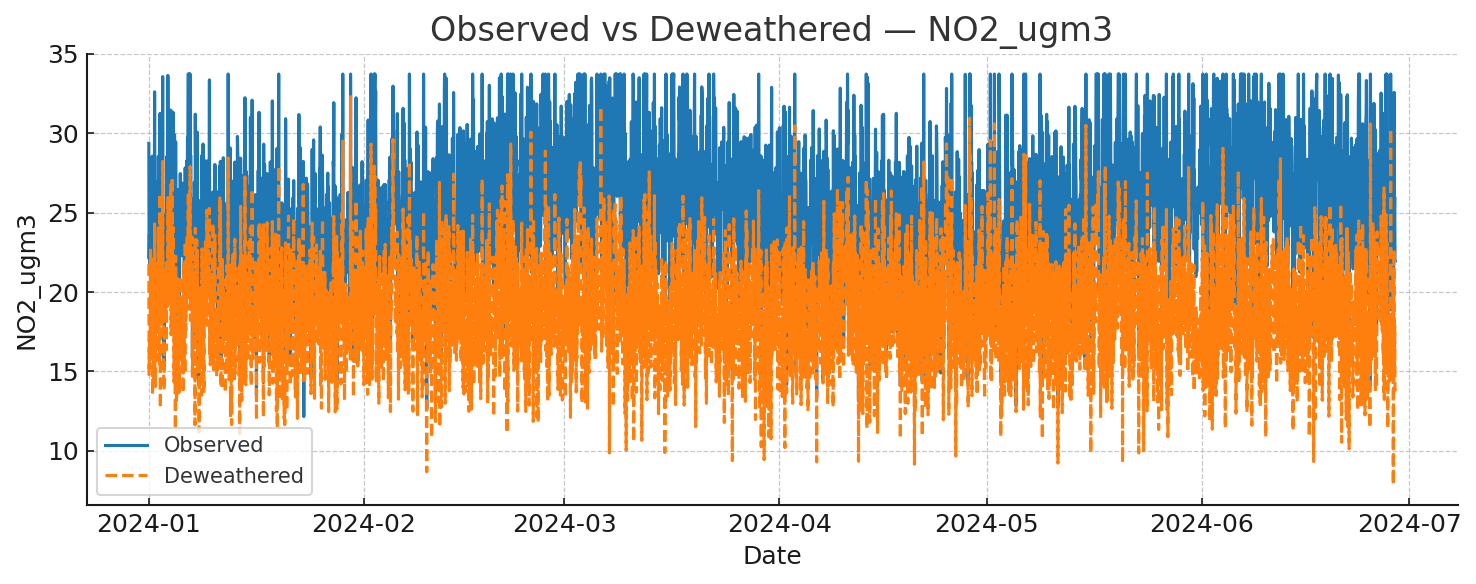 Observed vs Deweathered — NO2_ugm3
35
30
25
20
15
10
NO2_ugm3
Observed
Deweathered
2024-01 2024-02 2024-03 2024-04 2024-05 2024-06 2024-07
Date